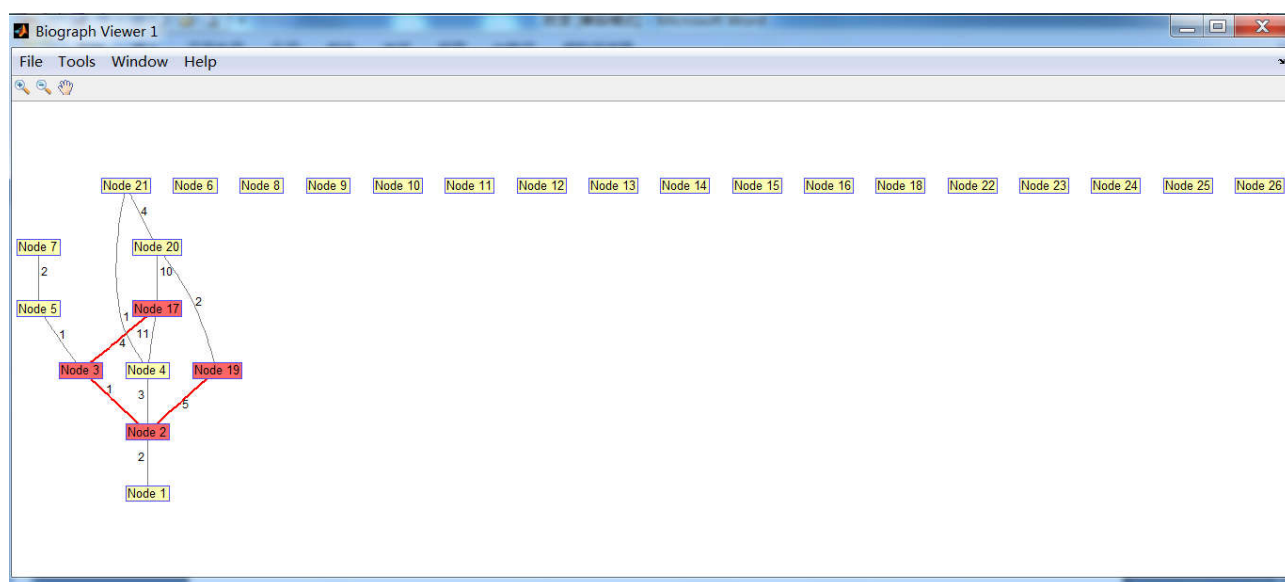 Biograph Viewer 1
File Tools Window Help
Node 21 Node 6 Node 8 Node 9 Node 10 Node 11 Node 12 Node 13 Node 14 Node 15 Node 16 Node 18 Node 22 Node 23 Node 24 Node 25 Node 26
4
Node 7 Node 20
2 10
2
Node 5 Node 17
1
1 11
4
Node 3 Node 4 Node 19
1 3
5
Node 2
2
Node 1